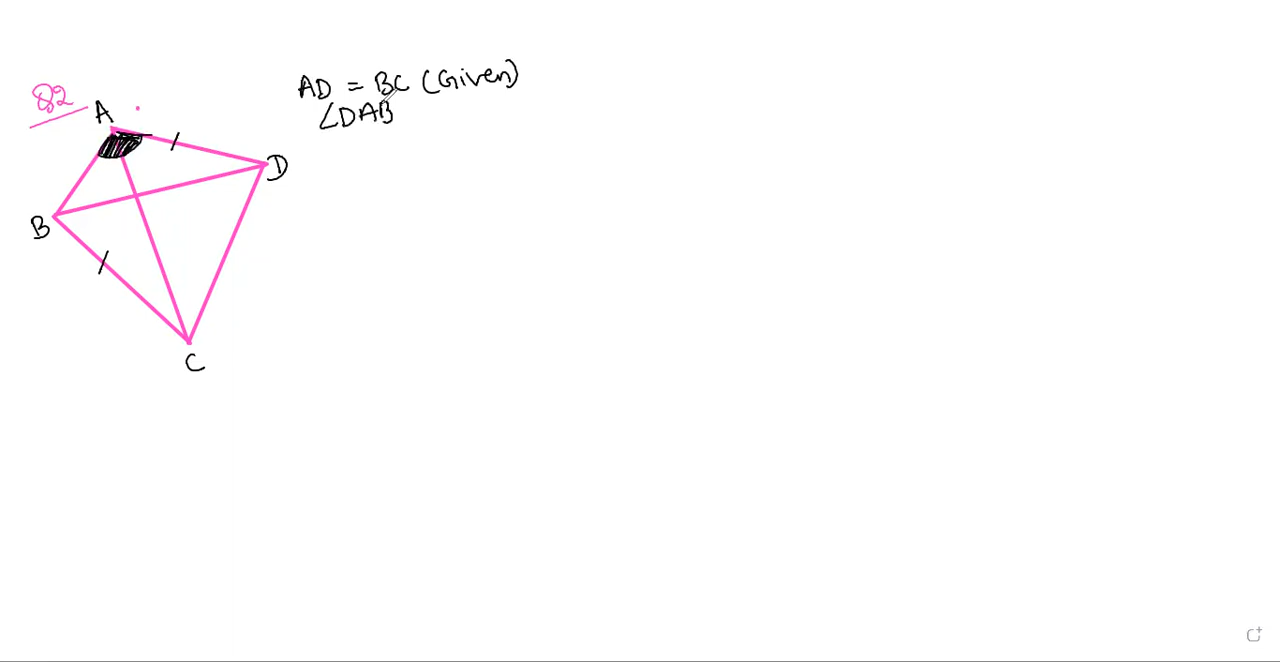 Q2
AD = BC (Given)
∠DAB
A
D
B
C